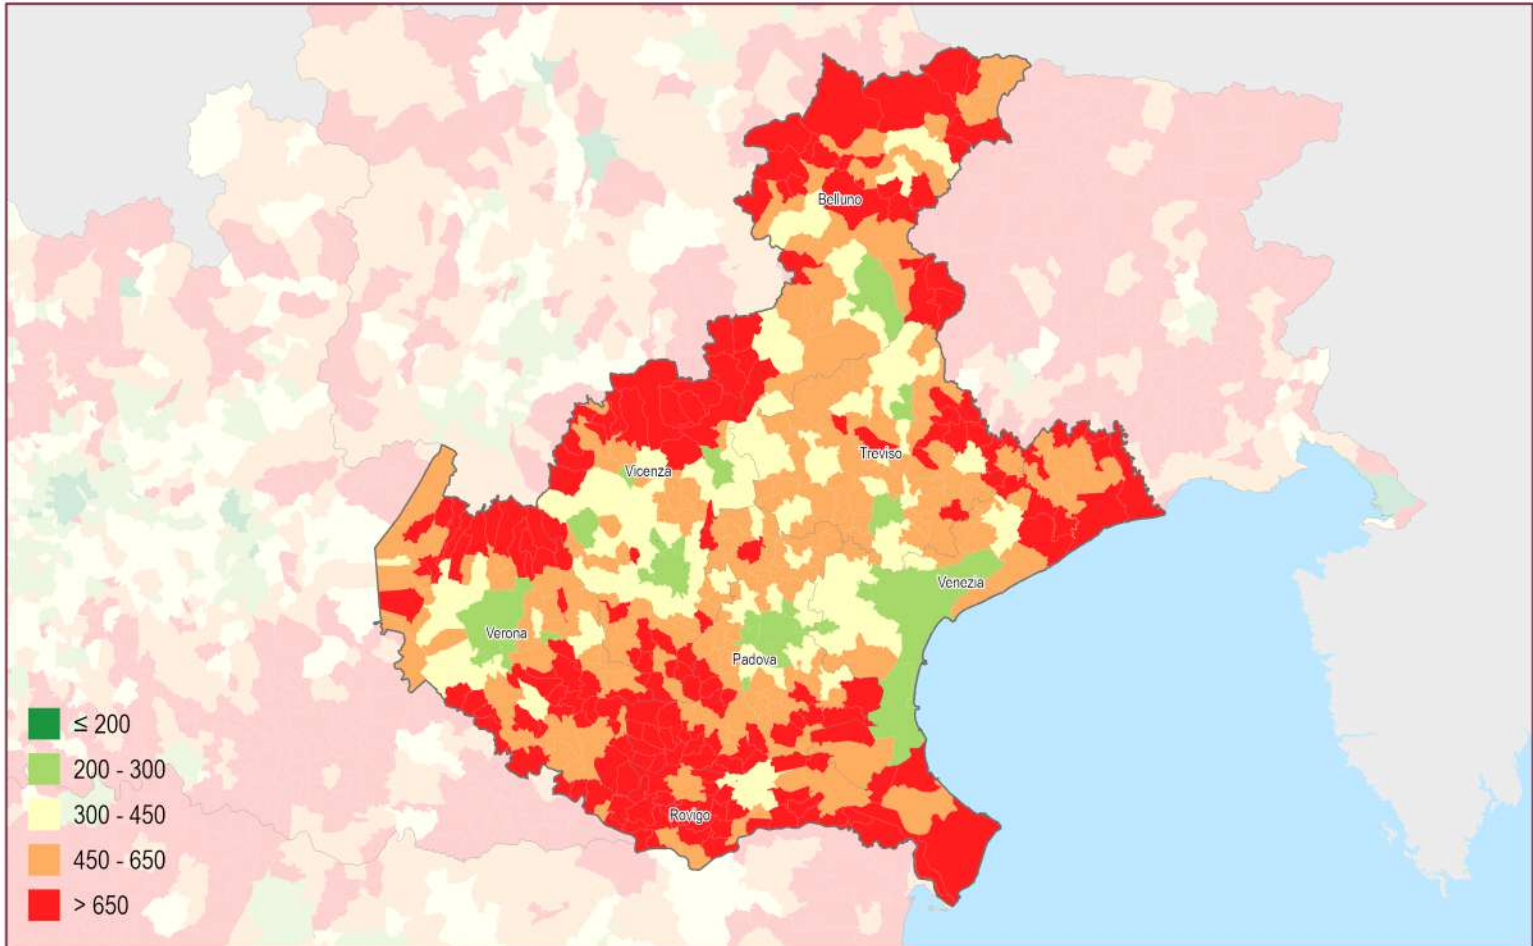 Belluno
Treviso
Vicenza
Venezia
Verona
Padova
Rovigo
≤ 200
200 - 300
300 - 450
450 - 650
> 650